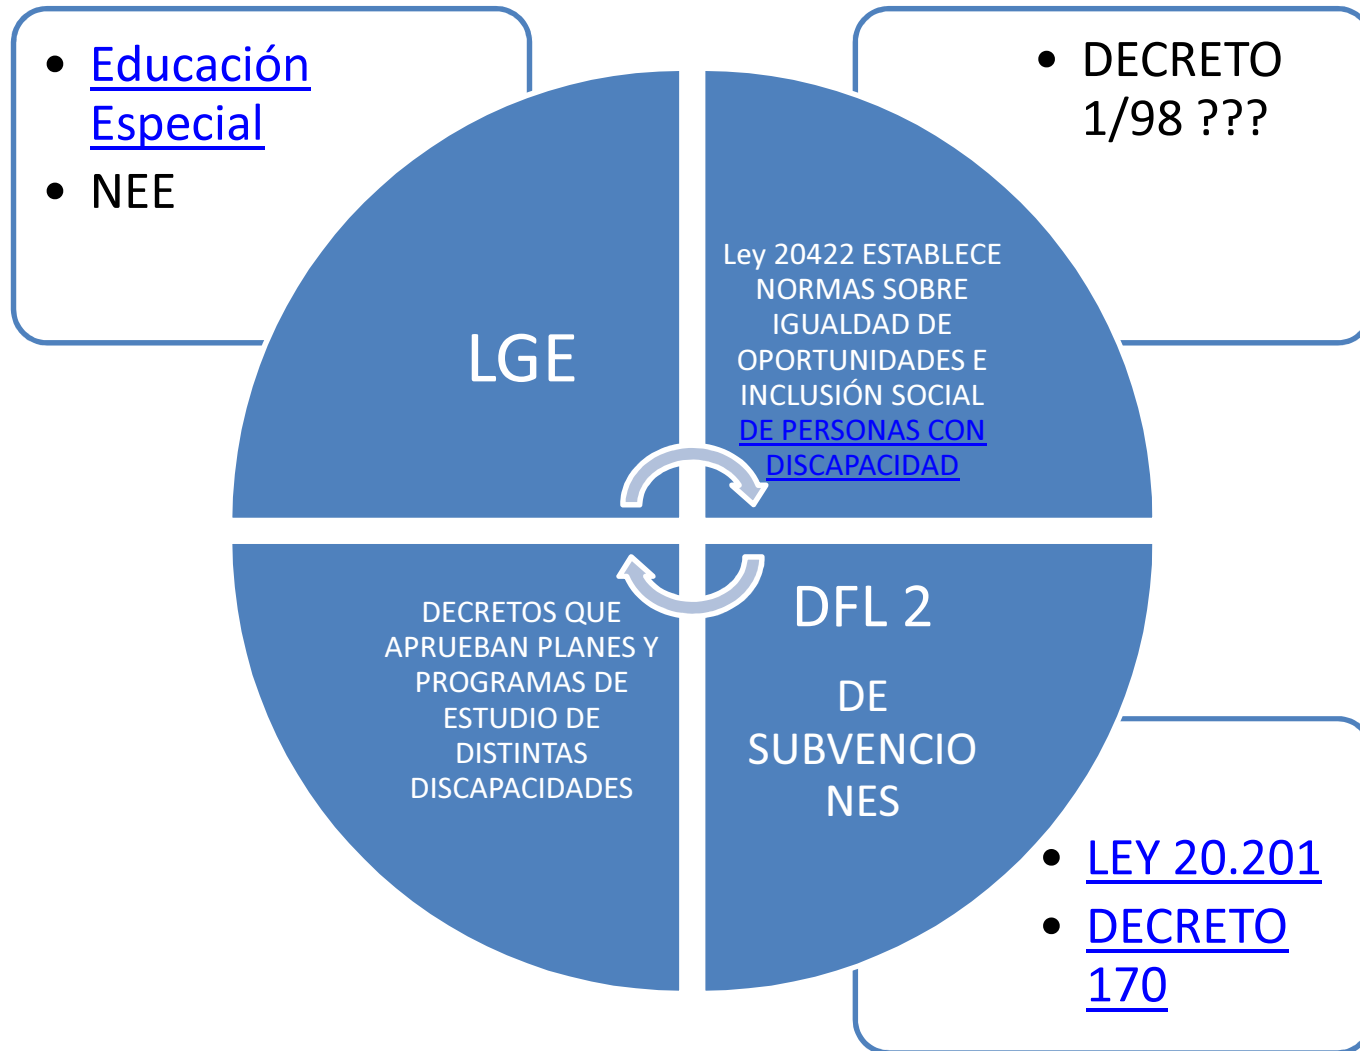 • Educación
Especial
• NEE
• DECRETO
1/98 ???
LGE
Ley 20422 ESTABLECE
NORMAS SOBRE
IGUALDAD DE
OPORTUNIDADES E
INCLUSIÓN SOCIAL
DE PERSONAS CON
DISCAPACIDAD
DECRETOS QUE
APRUEBAN PLANES Y
PROGRAMAS DE
ESTUDIO DE
DISTINTAS
DISCAPACIDADES
DFL 2
DE
SUBVENCIO
NES
• LEY 20.201
• DECRETO
170